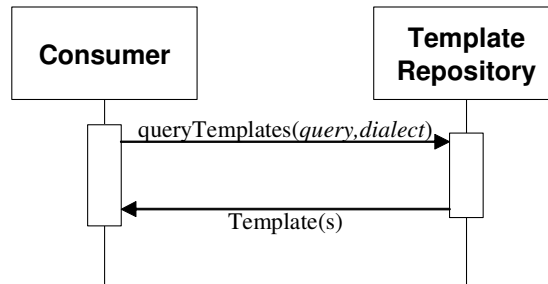 Consumer
Template
Repository
queryTemplates(query,dialect)
Template(s)